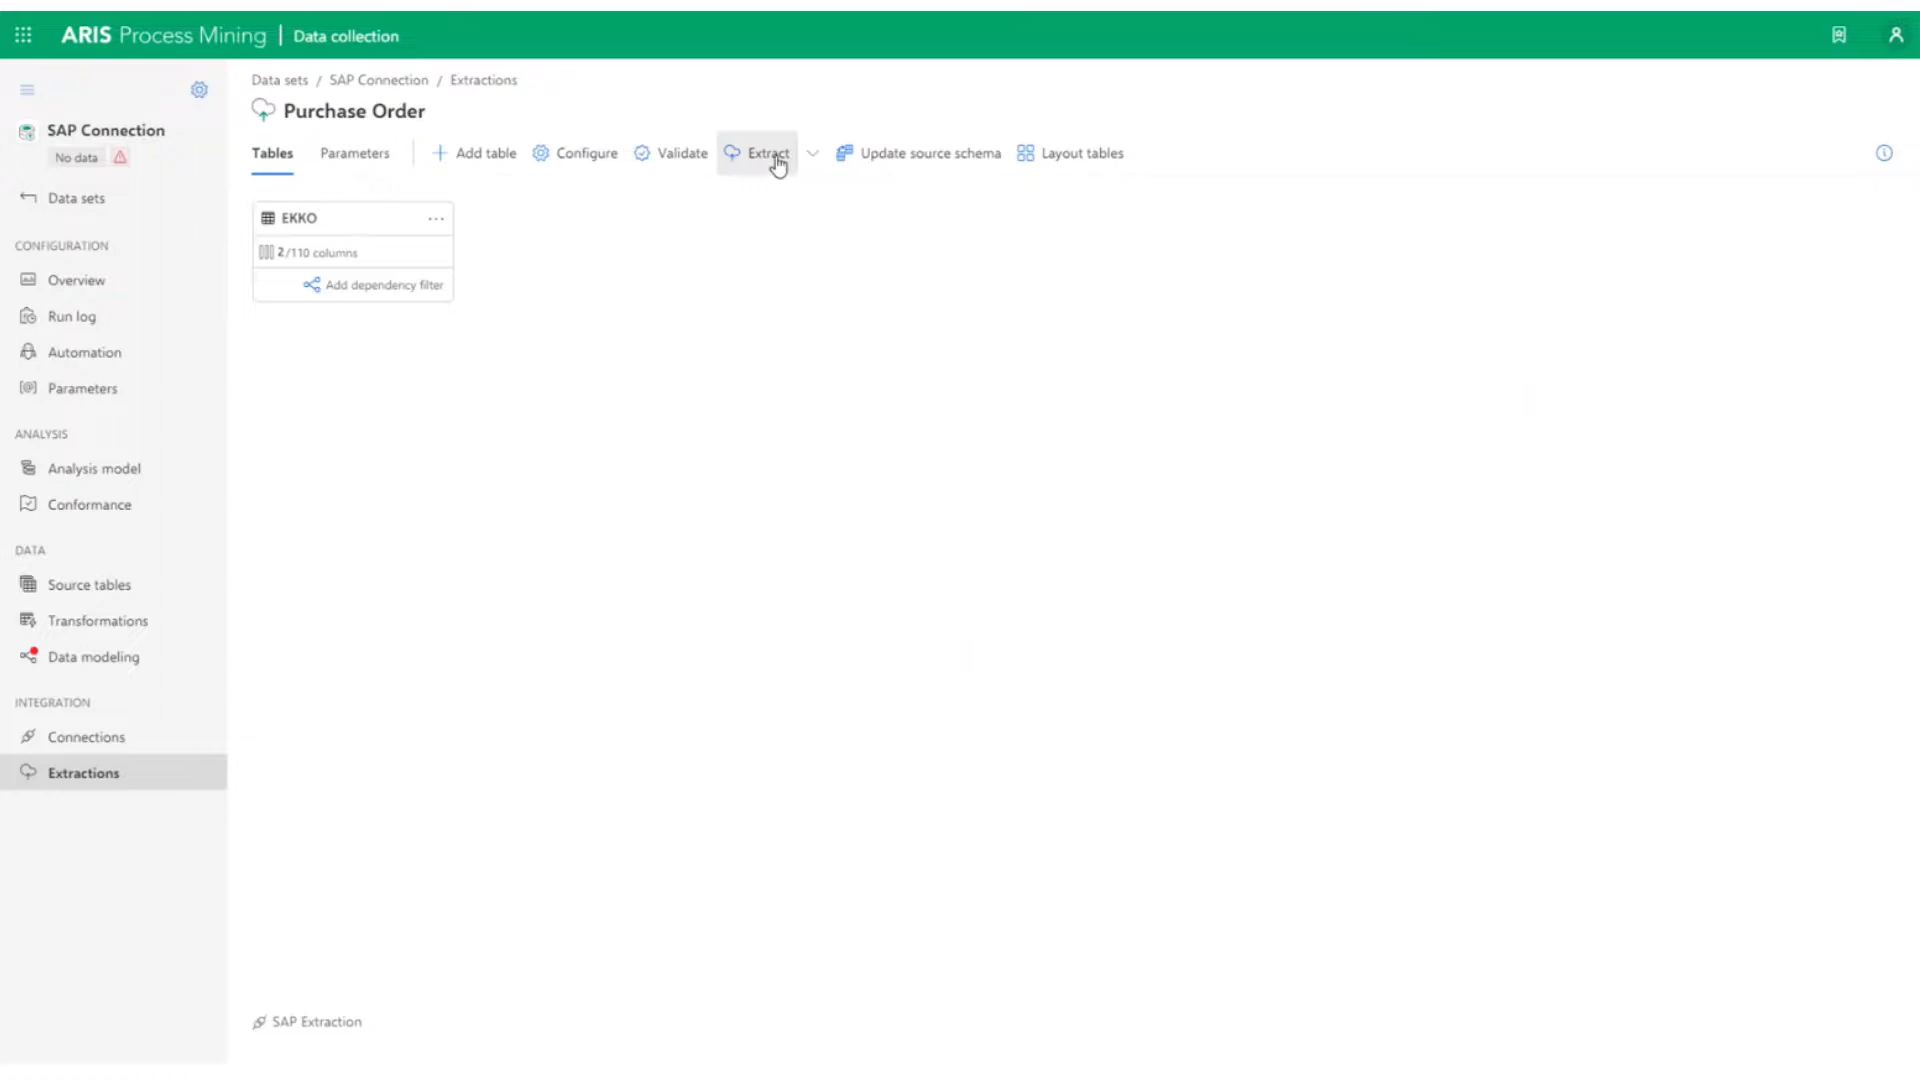 ARIS Process Mining | Data collection
Data sets / SAP Connection / Extractions
Purchase Order
Tables Parameters Add table Configure Validate Extract Update source schema Layout tables
SAP Connection
No data
Data sets
CONFIGURATION
Overview
Run log
Automation
Parameters
ANALYSIS
Analysis model
Conformance
DATA
Source tables
Transformations
Data modeling
INTEGRATION
Connections
Extractions
EKKO ...
2/110 columns
Add dependency filter
SAP Extraction